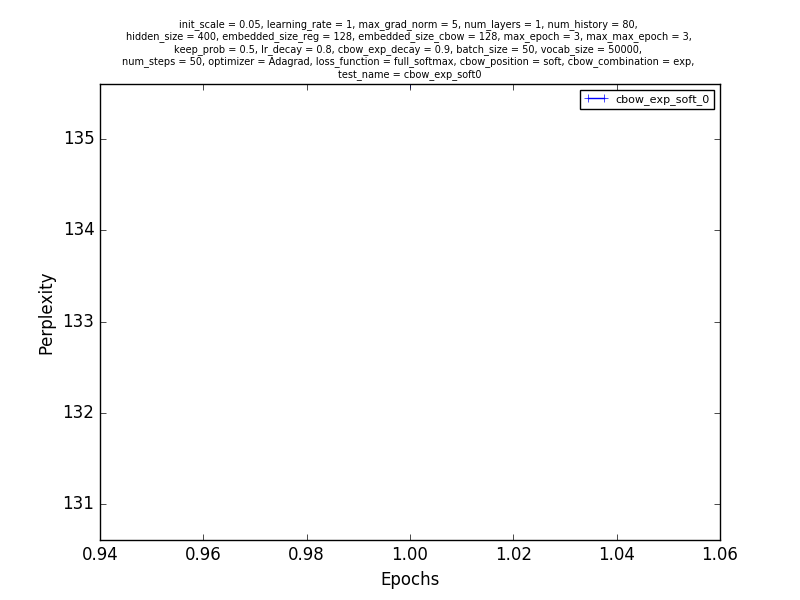 init_scale = 0.05, learning_rate = 1, max_grad_norm = 5, num_layers = 1, num_history = 80,
hidden_size = 400, embedded_size_reg = 128, embedded_size_cbow = 128, max_epoch = 3, max_max_epoch = 3,
keep_prob = 0.5, lr_decay = 0.8, cbow_exp_decay = 0.9, batch_size = 50, vocab_size = 50000,
num_steps = 50, optimizer = Adagrad, loss_function = full_softmax, cbow_position = soft, cbow_combination = exp,
test_name = cbow_exp_soft0
cbow_exp_soft_0
135
134
133
132
131
Perplexity
0.94 0.96 0.98 1.00 1.02 1.04 1.06
Epochs